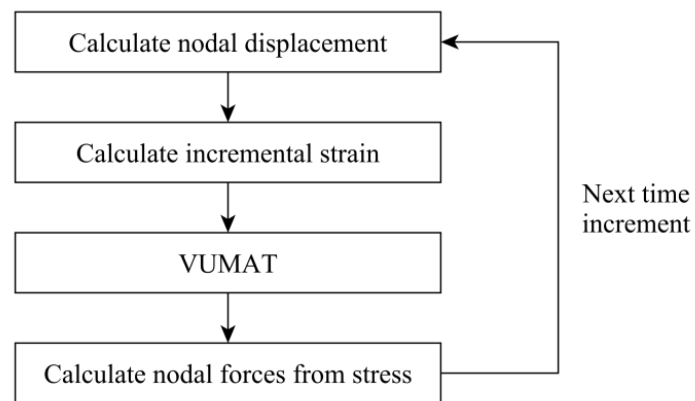 Calculate nodal displacement
Calculate incremental strain
VUMAT
Calculate nodal forces from stress
Next time
increment